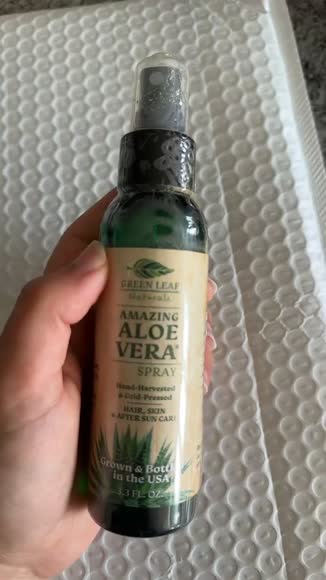 GREEN LEAF
Naturals
AMAZING
ALOE
VERA
SPRAY
Hand-Harvested
& Cold-Pressed
HAIR, SKIN
& AFTER SUN CARE
Grown &
in the USA
3.3 FL. OZ.